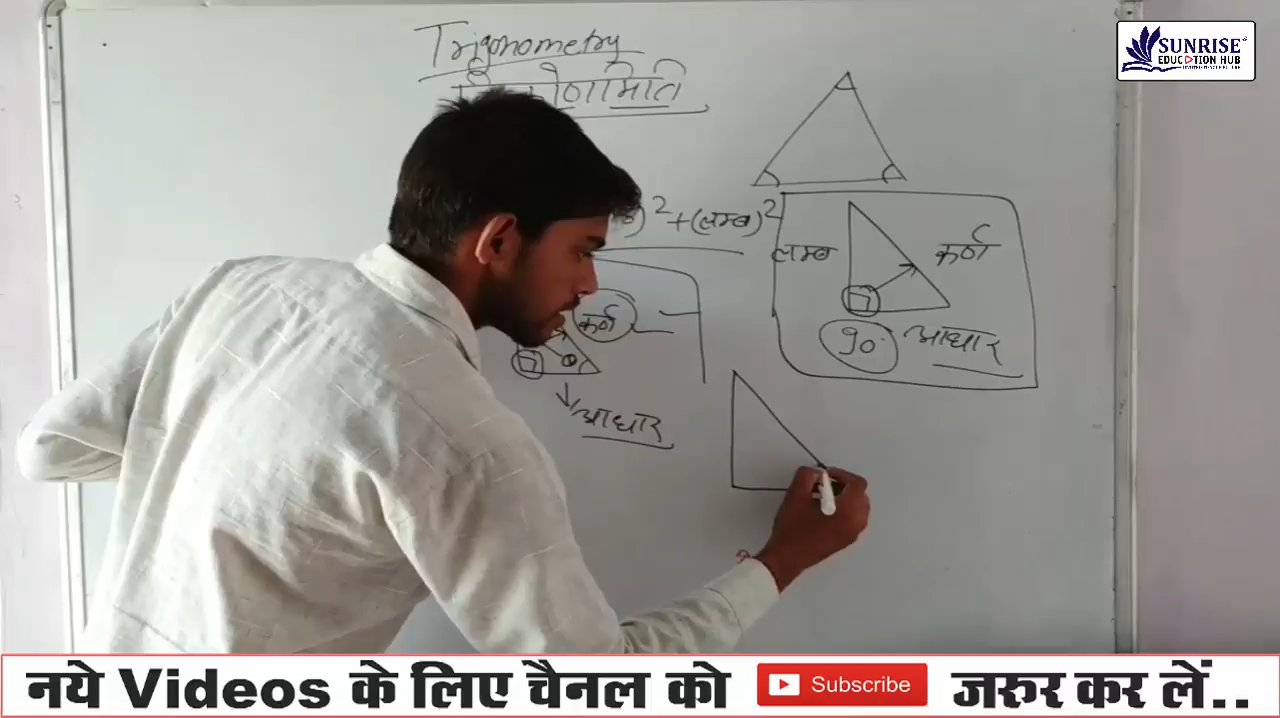 Trigonometry
SUNRISE
EDUCATION HUB
)² + (लम्ब)²
लम्ब
कर्ण
90°
आधार
कर्ण
θ
आधार
नये Videos के लिए चैनल को Subscribe जरुर कर लें..